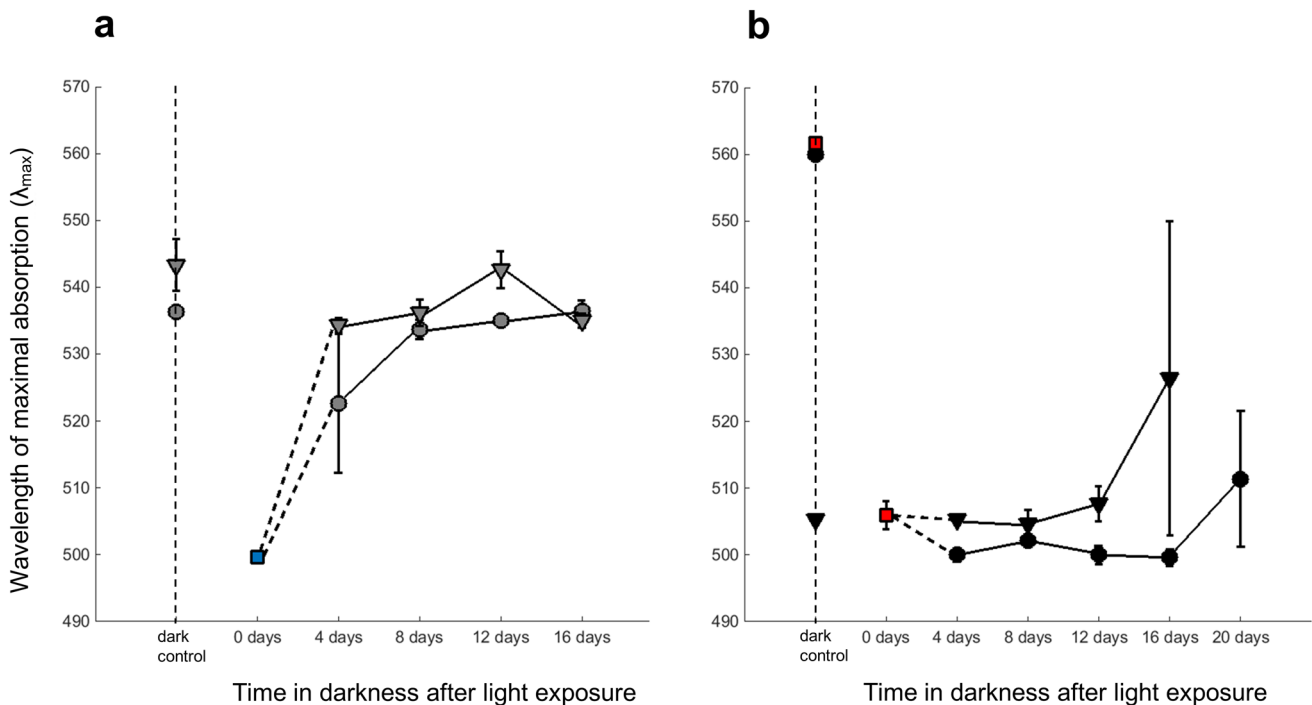 a
b
Wavelength of maximal absorption (λmax)
570
560
550
540
530
520
510
500
490
dark
control
0 days
4 days
8 days
12 days
16 days
Time in darkness after light exposure
570
560
550
540
530
520
510
500
490
dark
control
0 days
4 days
8 days
12 days
16 days
20 days
Time in darkness after light exposure